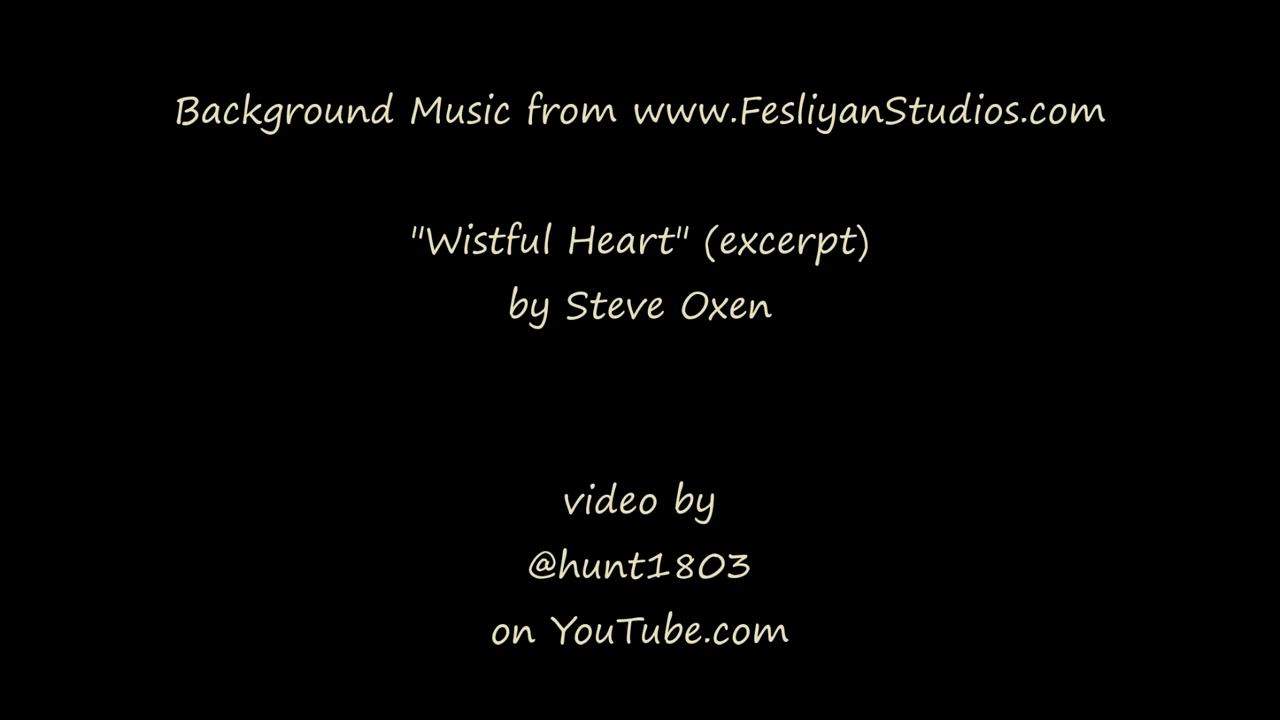 Background Music from www.FesliyanStudios.com
"Wistful Heart" (excerpt)
by Steve Oxen
video by
@hunt1803
on YouTube.com